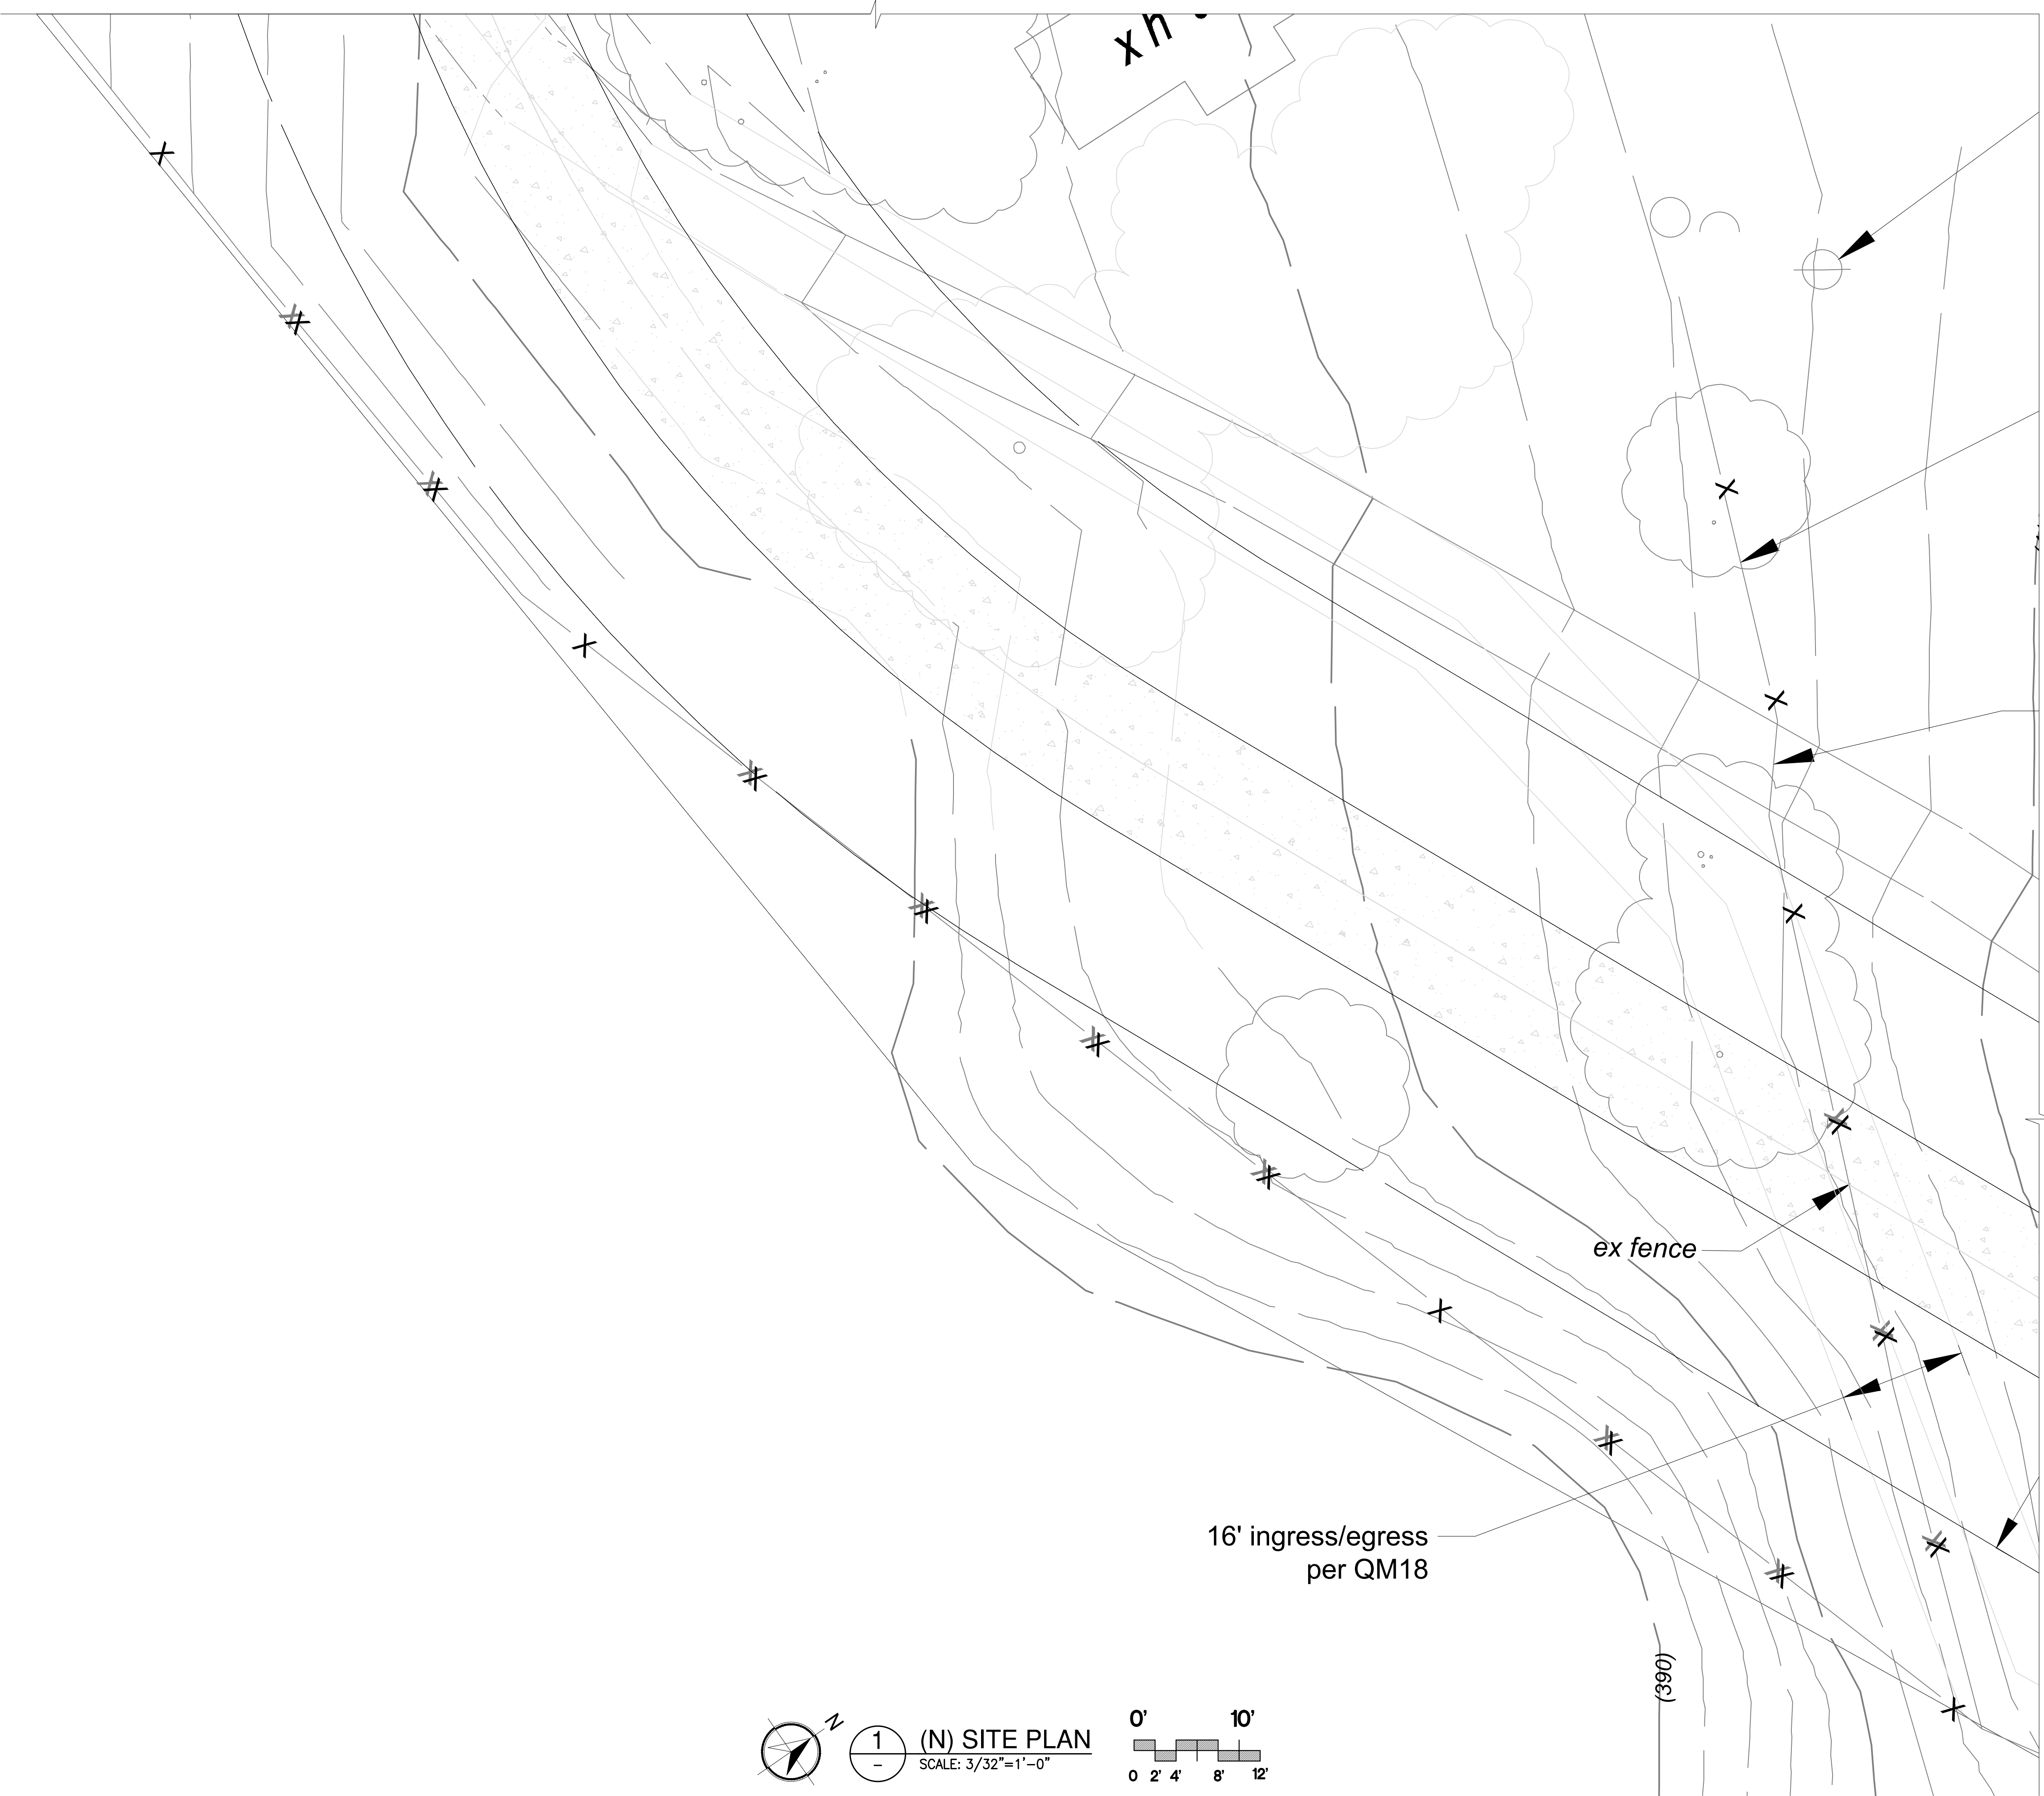 ex fence
16' ingress/egress
per QM18
(390)
N
1
-
(N) SITE PLAN
SCALE: 3/32"=1'-0"
0' 10'
0 2' 4' 8' 12'